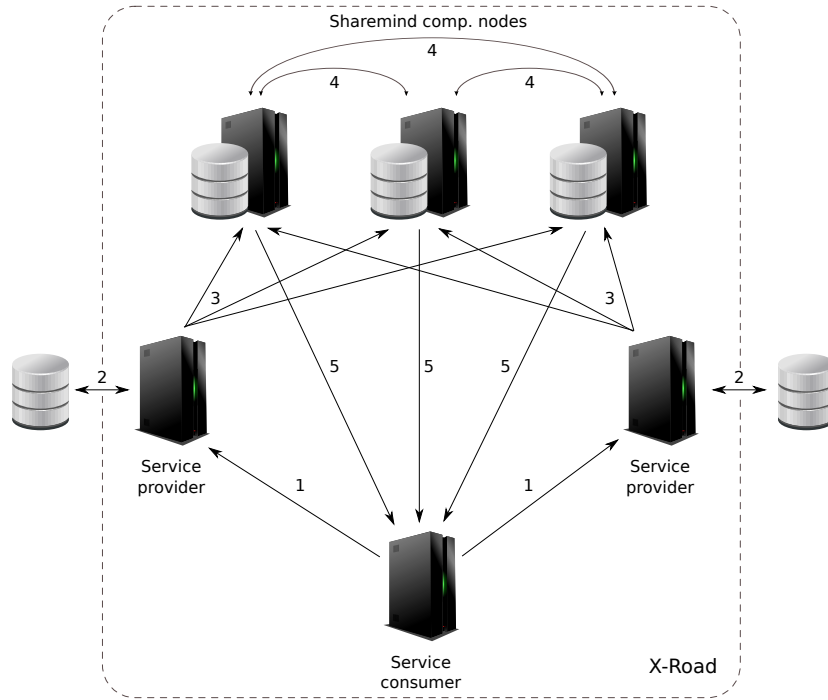 Sharemind comp. nodes
4
4
4
3
3
5
5
5
2
2
Service
provider
Service
provider
1
1
Service
consumer
X-Road